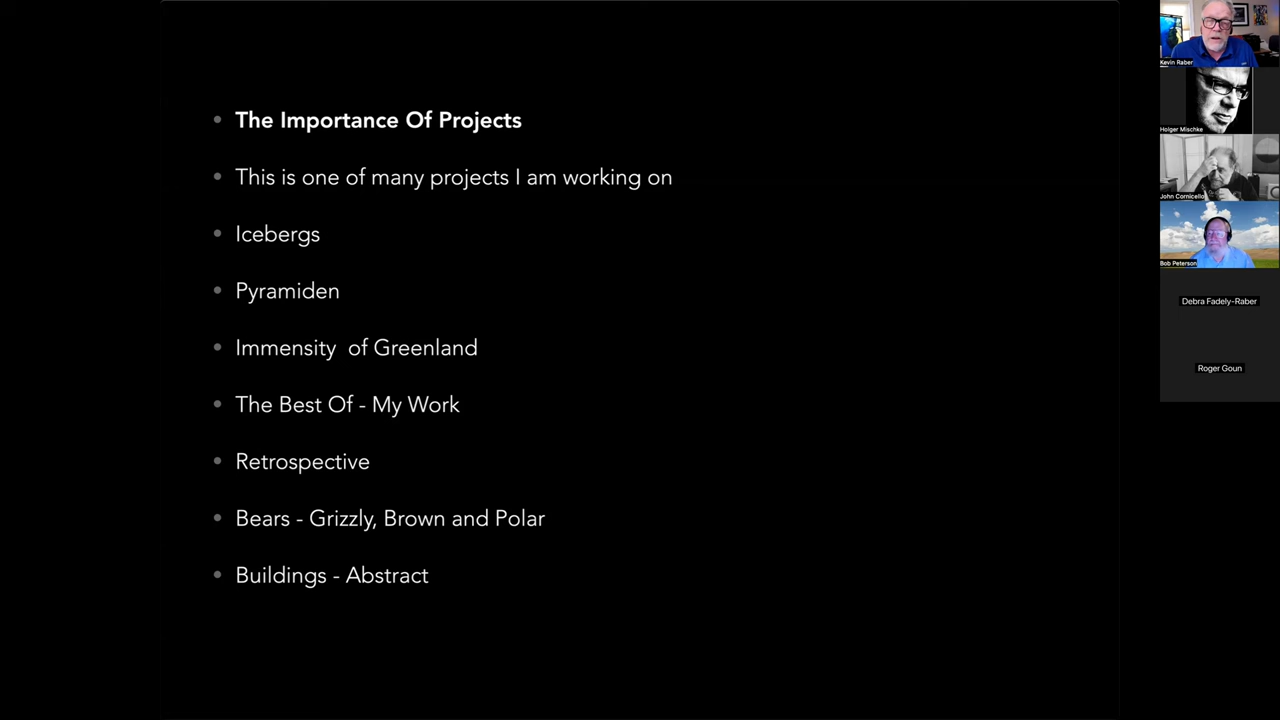 The Importance Of Projects
This is one of many projects I am working on
Icebergs
Pyramiden
Immensity  of Greenland
The Best Of - My Work
Retrospective
Bears - Grizzly, Brown and Polar
Buildings - Abstract
Kevin Raber
Holger Mischke
John Cornicello
Bob Peterson
Debra Fadely-Raber
Roger Goun